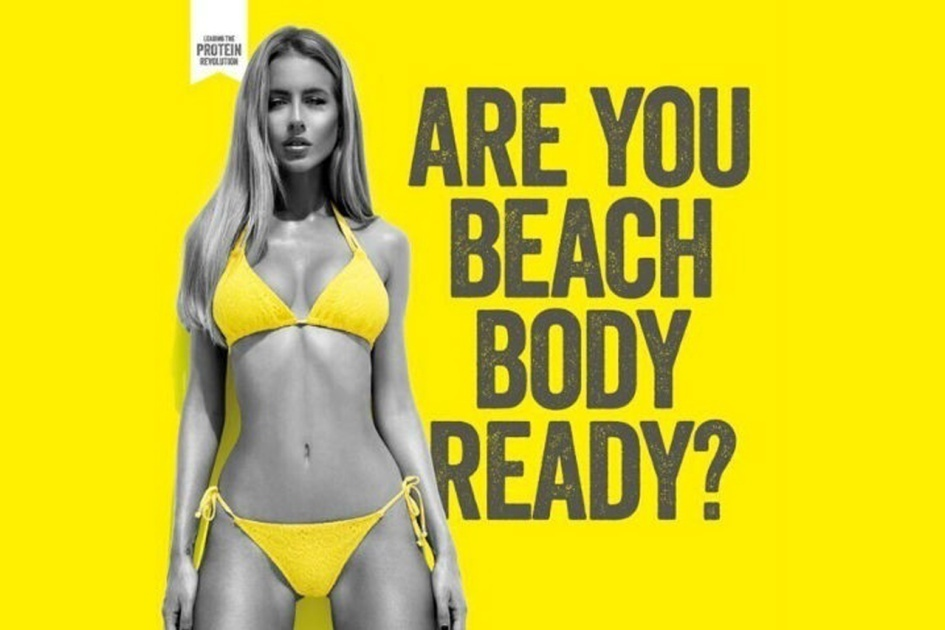 LEADING THE
PROTEIN
REVOLUTION
ARE YOU
BEACH
BODY
READY?